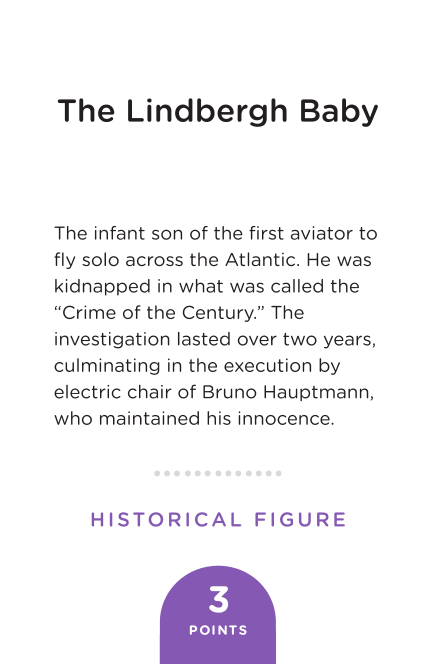 The Lindbergh Baby
The infant son of the first aviator to
fly solo across the Atlantic. He was
kidnapped in what was called the
“Crime of the Century.” The
investigation lasted over two years,
culminating in the execution by
electric chair of Bruno Hauptmann,
who maintained his innocence.
HISTORICAL FIGURE
3
POINTS